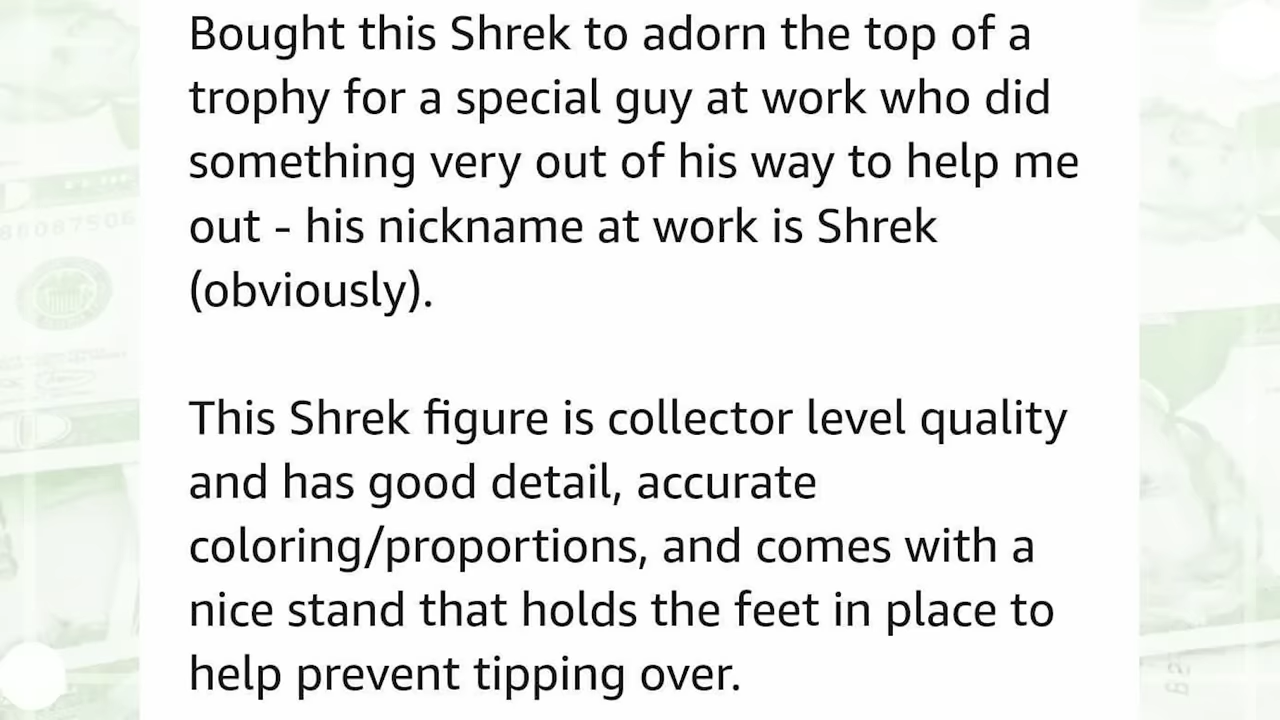 Bought this Shrek to adorn the top of a
trophy for a special guy at work who did
something very out of his way to help me
out - his nickname at work is Shrek
(obviously).
This Shrek figure is collector level quality
and has good detail, accurate
coloring/proportions, and comes with a
nice stand that holds the feet in place to
help prevent tipping over.